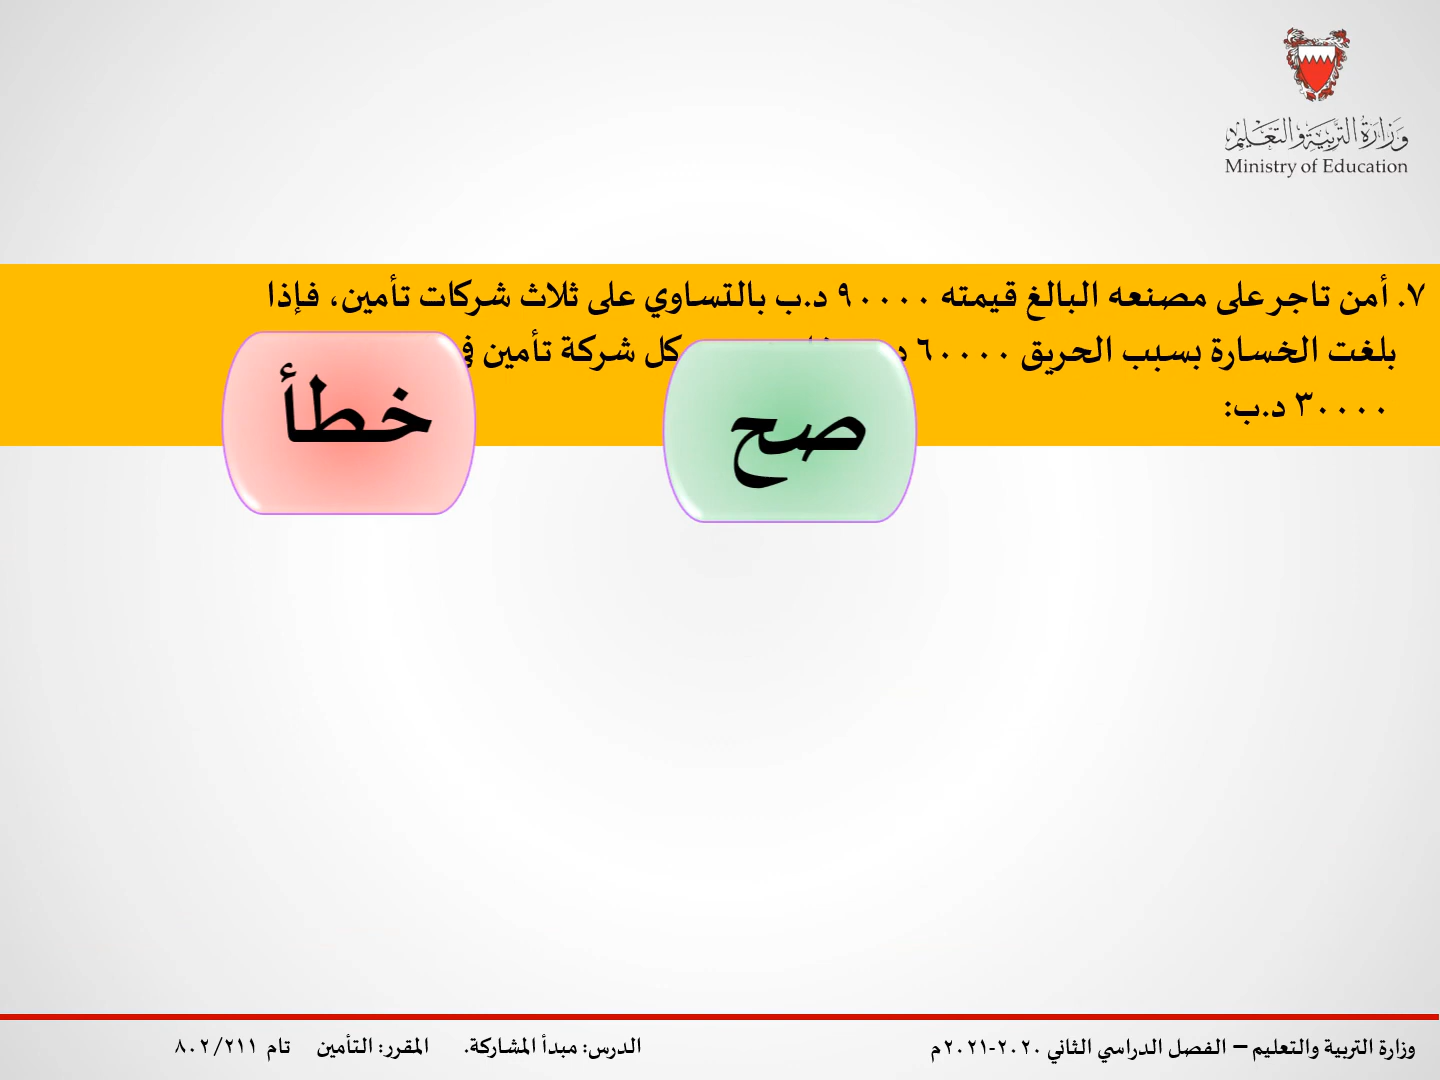 وزارة التربية والتعليم
Ministry of Education
٧. أمن تاجر على مصنعه البالغ قيمته ٩٠٠٠٠ د.ب بالتساوي على ثلاث شركات تأمين، فإذا
بلغت الخسارة بسبب الحريق ٦٠٠٠٠ كل شركة تأمين
٣٠٠٠٠ د.ب:
صح
خطأ
وزارة التربية والتعليم – الفصل الدراسي الثاني ٢٠٢٠-٢٠٢١م الدرس: مبدأ المشاركة. المقرر: التأمين تام ٢١١/٨٠٢